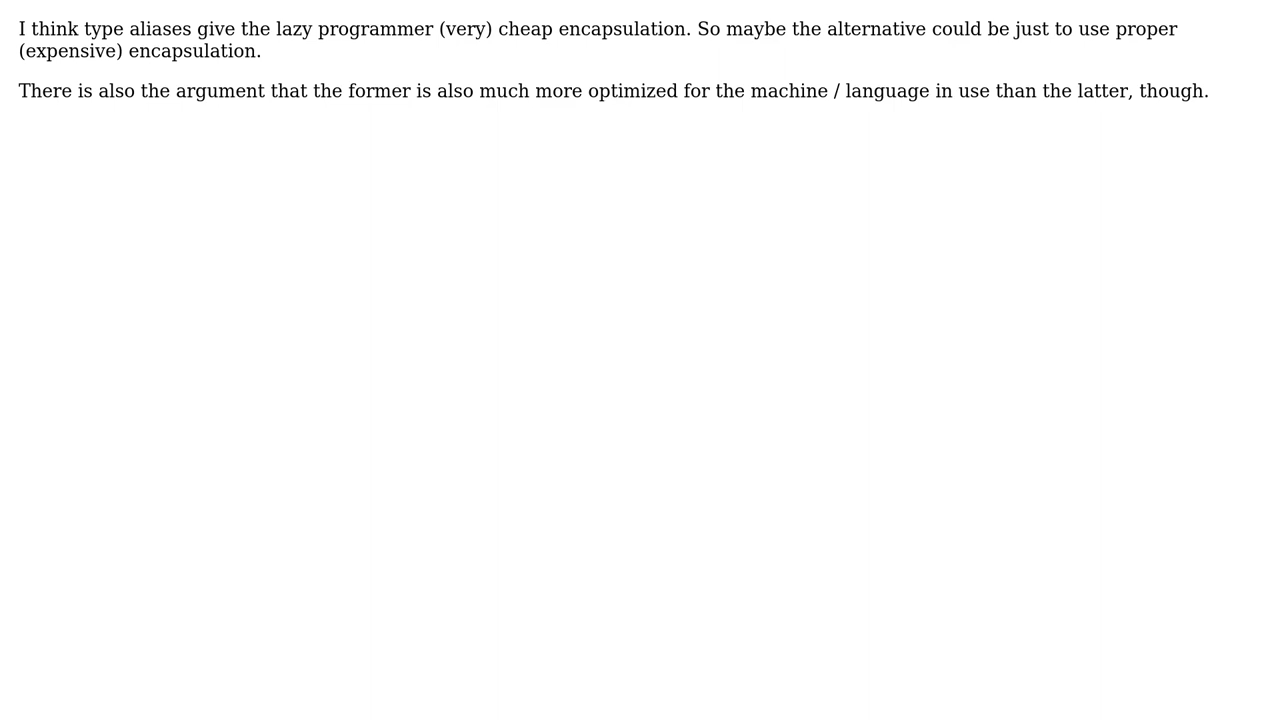 I think type aliases give the lazy programmer (very) cheap encapsulation. So maybe the alternative could be just to use proper
(expensive) encapsulation.
There is also the argument that the former is also much more optimized for the machine / language in use than the latter, though.